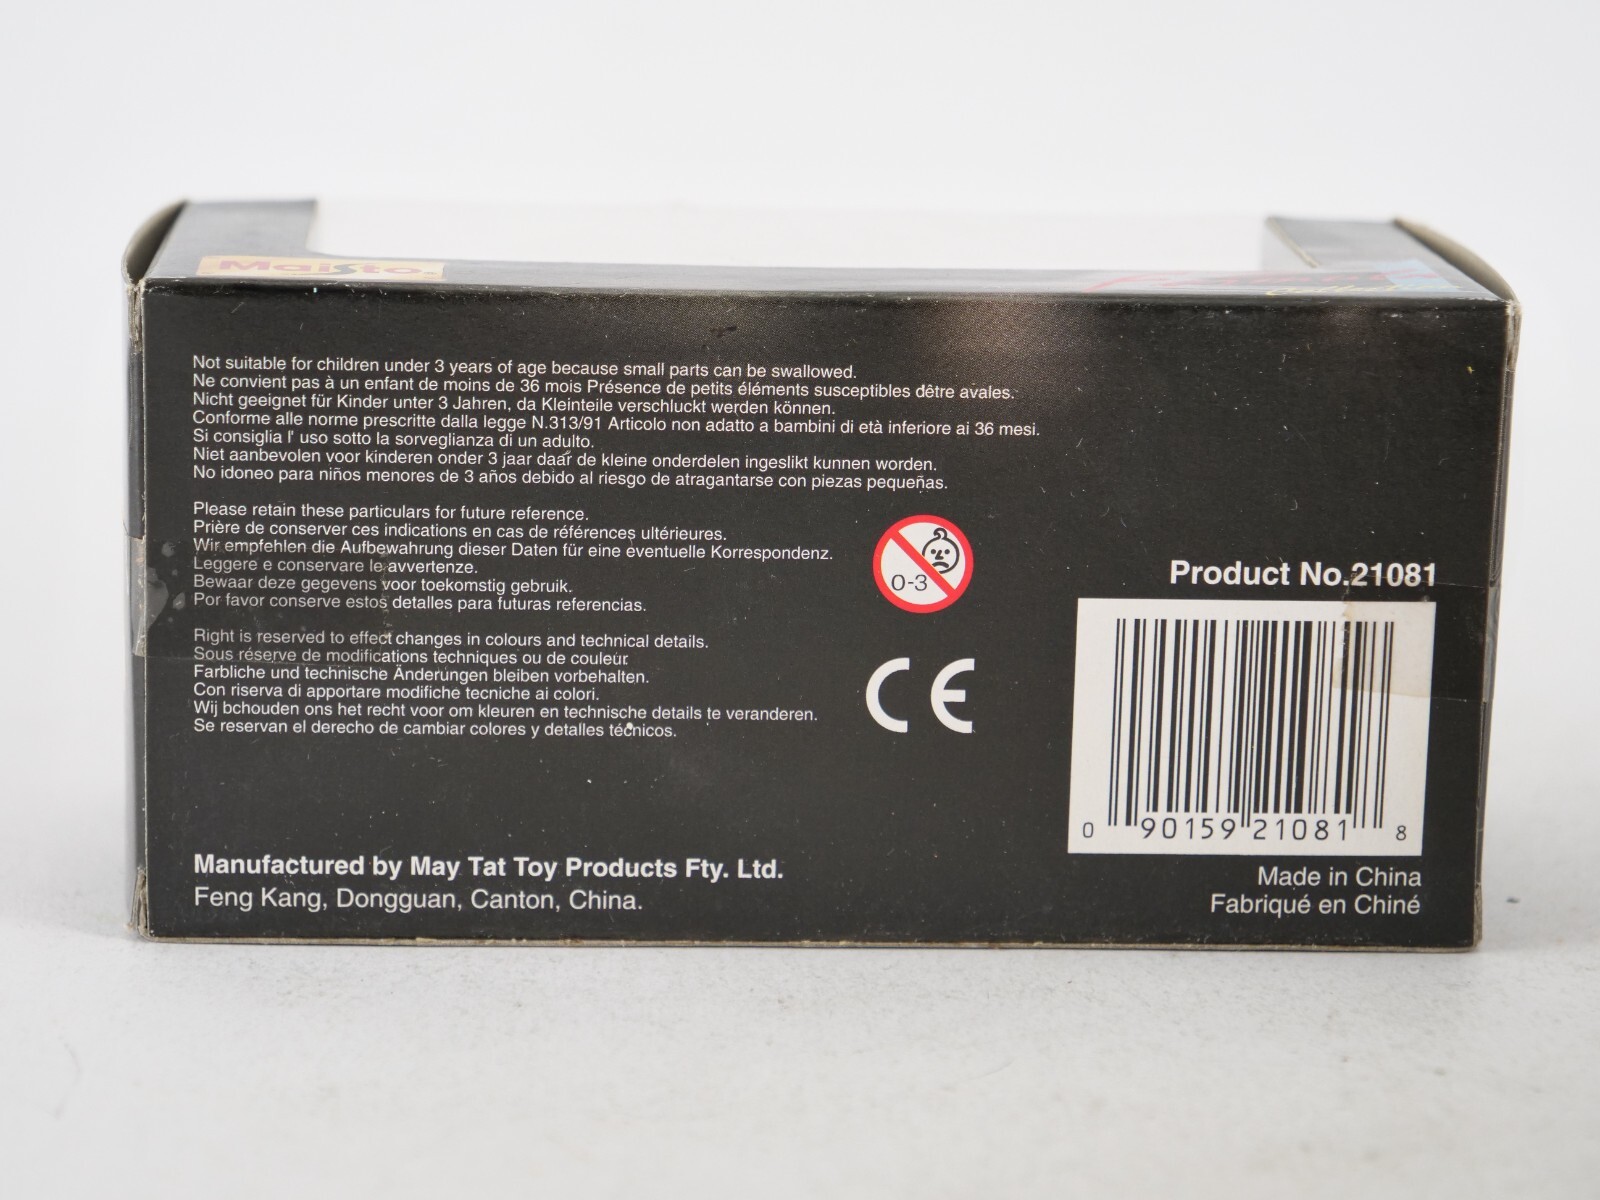 Maisto
Not suitable for children under 3 years of age because small parts can be swallowed.
Ne convient pas à un enfant de moins de 36 mois Présence de petits éléments susceptibles dêtre avales.
Nicht geeignet für Kinder unter 3 Jahren, da Kleinteile verschluckt werden können.
Conforme alle norme prescritte dalla legge N.313/91 Articolo non adatto a bambini di età inferiore ai 36 mesi.
Si consiglia l' uso sotto la sorveglianza di un adulto.
Niet aanbevolen voor kinderen onder 3 jaar daar de kleine onderdelen ingeslikt kunnen worden.
No idoneo para niños menores de 3 años debido al riesgo de atragantarse con piezas pequeñas.
Please retain these particulars for future reference.
Prière de conserver ces indications en cas de références ultérieures.
Wir empfehlen die Aufbewahrung dieser Daten für eine eventuelle Korrespondenz.
Leggere e conservare le avvertenze.
Bewaar deze gegevens voor toekomstig gebruik.
Por favor conserve estos detalles para futuras referencias.
0-3
Right is reserved to effect changes in colours and technical details.
Sous réserve de modifications techniques ou de couleur
Farbliche und technische Änderungen bleiben vorbehalten.
Con riserva di apportare modifiche tecniche ai colori.
Wij bchouden ons het recht voor om kleuren en technische details te veranderen.
Se reservan el derecho de cambiar colores y detalles técnicos.
CE
Product No.21081
0 90159 21081 8
Manufactured by May Tat Toy Products Fty. Ltd.
Feng Kang, Dongguan, Canton, China.
Made in China
Fabriqué en Chiné